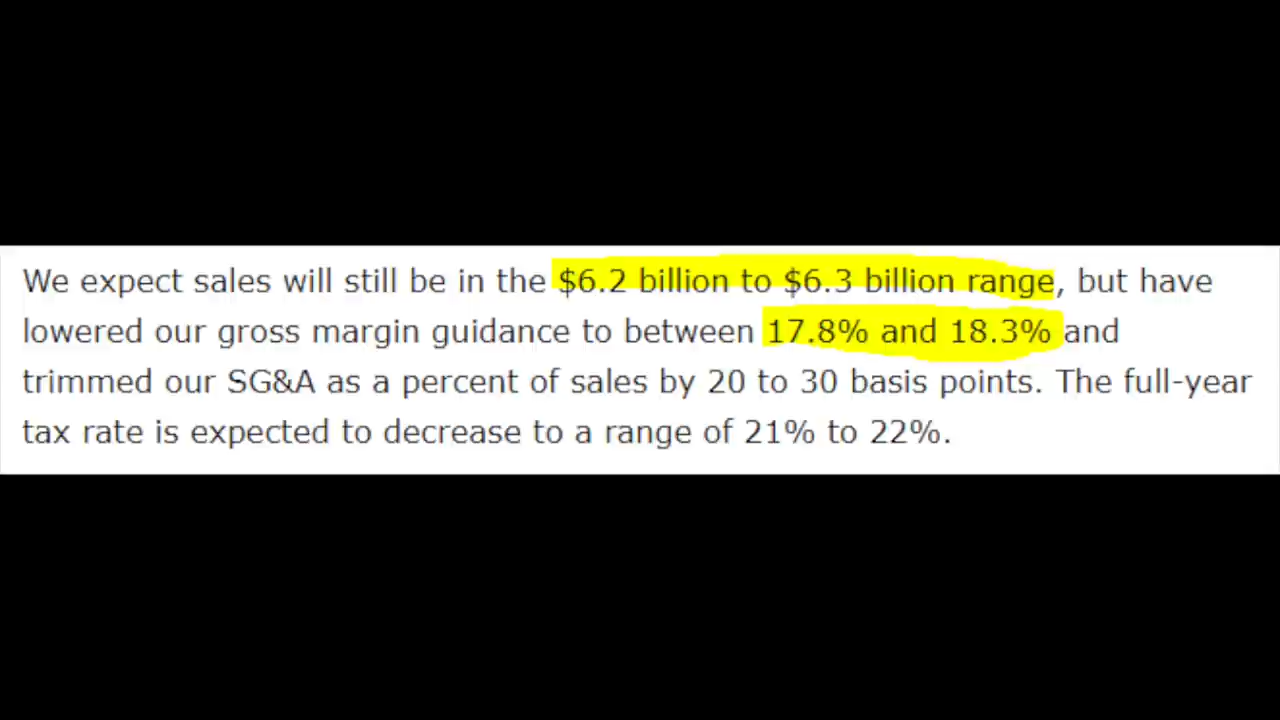 We expect sales will still be in the $6.2 billion to $6.3 billion range, but have
lowered our gross margin guidance to between 17.8% and 18.3% and
trimmed our SG&A as a percent of sales by 20 to 30 basis points. The full-year
tax rate is expected to decrease to a range of 21% to 22%.